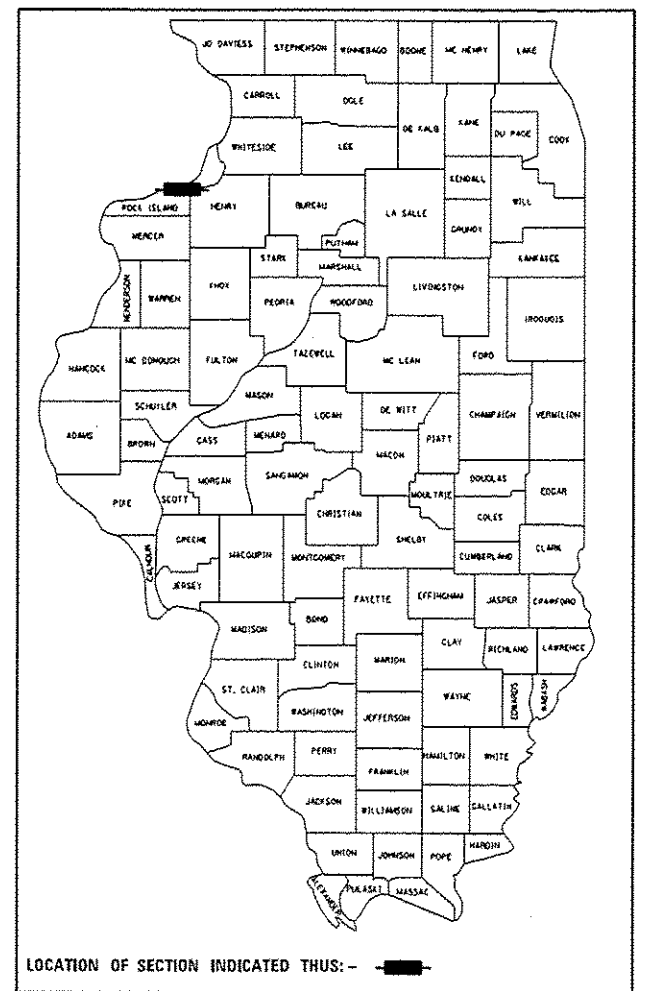 JO DAVIESS STEPHENSON WINNEBAGO BOONE MC HENRY LAKE
CARROLL OGLE DE KALB KANE DU PAGE COOK
WHITESIDE LEE
KENDALL
ROCK ISLAND HENRY BUREAU LA SALLE WILL
MERCER PUTNAM GRUNDY
STARK MARSHALL KANKAKEE
HENDERSON WARREN KNOX PEORIA WOODFORD LIVINGSTON
IROQUOIS
HANCOCK MC DONOUGH FULTON TAZEWELL MC LEAN FORD
MASON
SCHUYLER LOGAN DE WITT CHAMPAIGN VERMILION
ADAMS BROWN CASS MENARD PIATT
MACON
MORGAN SANGAMON DOUGLAS
PIKE SCOTT MOULTRIE EDGAR
CHRISTIAN COLES
GREENE MACOUPIN MONTGOMERY SHELBY
CALHOUN CUMBERLAND CLARK
JERSEY
FAYETTE EFFINGHAM JASPER CRAWFORD
MADISON BOND
CLINTON MARION CLAY RICHLAND LAWRENCE
ST. CLAIR WAYNE EDWARDS WABASH
MONROE WASHINGTON JEFFERSON
RANDOLPH PERRY HAMILTON WHITE
FRANKLIN
JACKSON WILLIAMSON SALINE GALLATIN
UNION JOHNSON POPE HARDIN
ALEXANDER PULASKI MASSAC
LOCATION OF SECTION INDICATED THUS: -